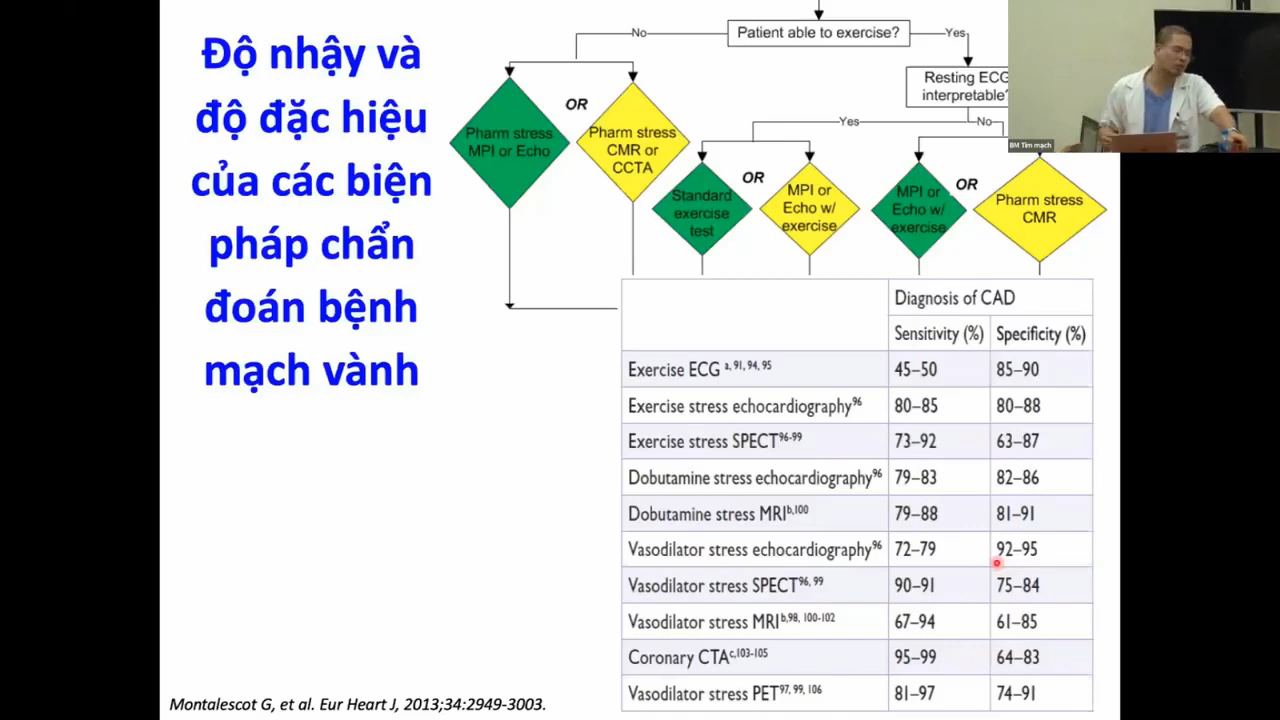 Độ nhậy và
độ đặc hiệu
của các biện
pháp chẩn
đoán bệnh
mạch vành
Patient able to exercise?
No
Yes
Resting ECG
interpretable?
Yes
No
Pharm stress
MPI or Echo
OR
Pharm stress
CMR or
CCTA
Standard
exercise
test
OR
MPI or
Echo w/
exercise
MPI or
Echo w/
exercise
OR
Pharm stress
CMR
BM Tim mach
Diagnosis of CAD
Sensitivity (%) Specificity (%)
Exercise ECG a, 91, 94, 95 45–50 85–90
Exercise stress echocardiography96 80–85 80–88
Exercise stress SPECT96-99 73–92 63–87
Dobutamine stress echocardiography96 79–83 82–86
Dobutamine stress MRIb,100 79–88 81–91
Vasodilator stress echocardiography96 72–79 92–95
Vasodilator stress SPECT96, 99 90–91 75–84
Vasodilator stress MRIb,98, 100-102 67–94 61–85
Coronary CTAc,103-105 95–99 64–83
Vasodilator stress PET97, 99, 106 81–97 74–91
Montalescot G, et al. Eur Heart J, 2013;34:2949-3003.